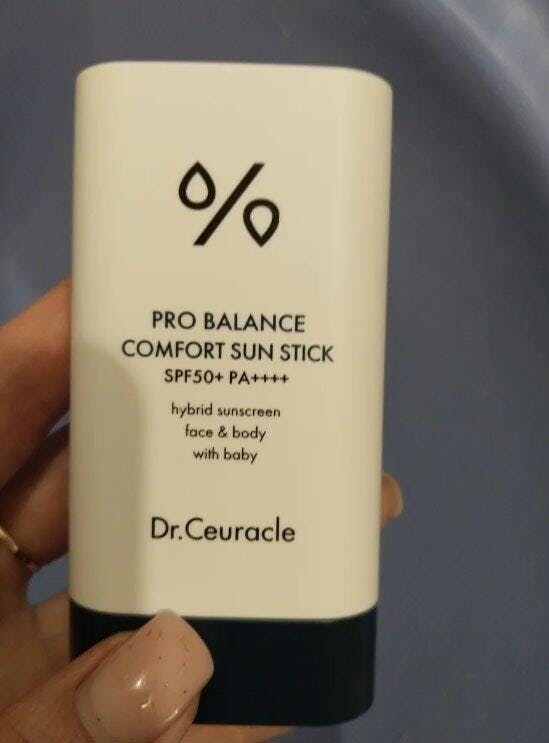 PRO BALANCE
COMFORT SUN STICK
SPF50+ PA++++
hybrid sunscreen
face & body
with baby
Dr.Ceuracle